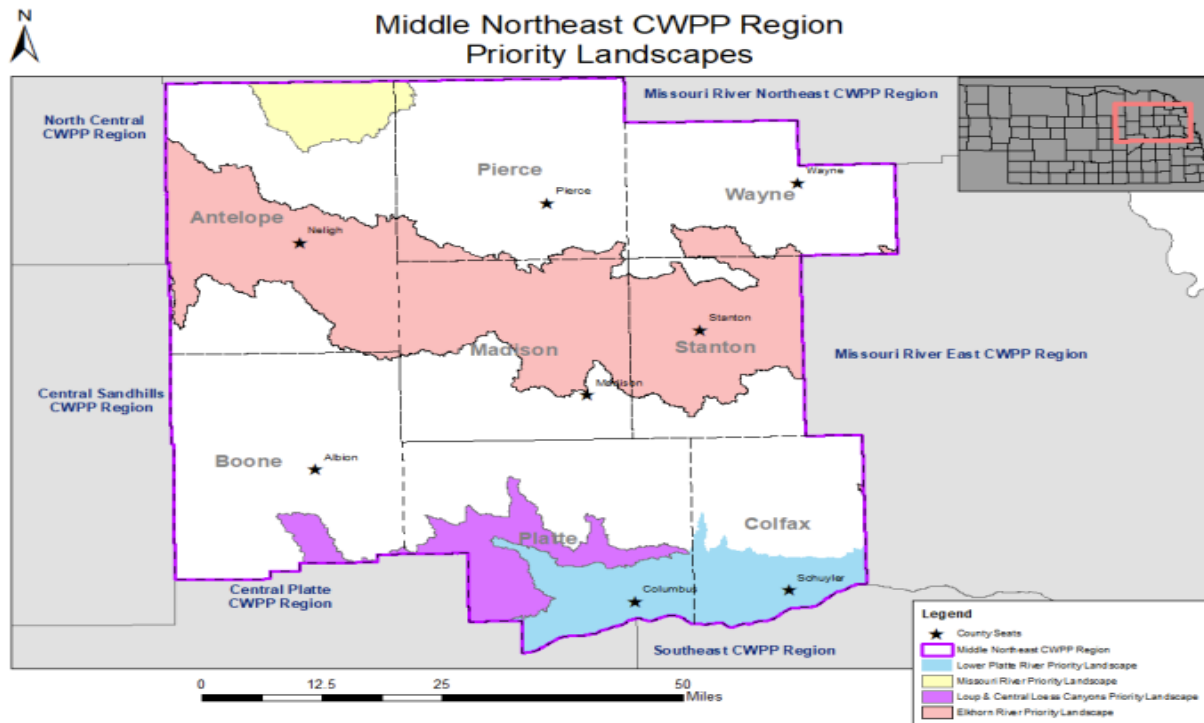 Middle Northeast CWPP Region
Priority Landscapes
N
Missouri River Northeast CWPP Region
North Central
CWPP Region
Pierce
Pierce
Wayne
Wayne
Antelope
Neligh
Stanton
Madison
Stanton
Missouri River East CWPP Region
Madison
Central Sandhills
CWPP Region
Boone
Albion
Colfax
Platte
Central Platte
CWPP Region
Columbus
Schuyler
Southeast CWPP Region
Legend
County Seats
Middle Northeast CWPP Region
Lower Platte River Priority Landscape
Missouri River Priority Landscape
Loup & Central Loess Canyons Priority Landscape
Elkhorn River Priority Landscape
0 12.5 25 50
Miles